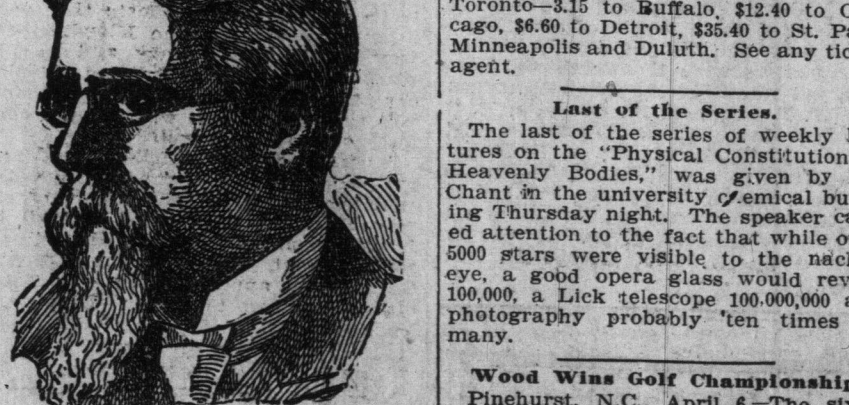 Toronto—3.15 to Buffalo, $12.40 to
cago, $6.60 to Detroit, $35.40 to St.
Minneapolis and Duluth. See any
agent.
Last of the Series.
The last of the series of weekly
tures on the "Physical Constitution
Heavenly Bodies," was given by
Chant in the university c.emical
ing Thursday night. The speaker
ed attention to the fact that while
5000 stars were visible to the
eye, a good opera glass would
100,000, a Lick telescope 100,000,000
photography probably 'ten times
many.
Wood Wins Golf Championship
Pinehurst, N.C., April 6—The